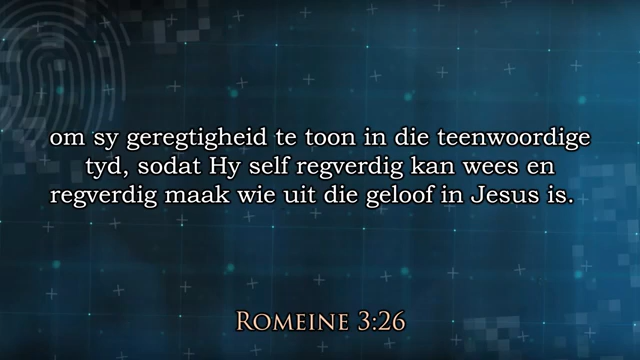 om sy geregtigheid te toon in die teenwoordige
tyd, sodat Hy self regverdig kan wees en
regverdig maak wie uit die geloof in Jesus is.
Romeine 3:26